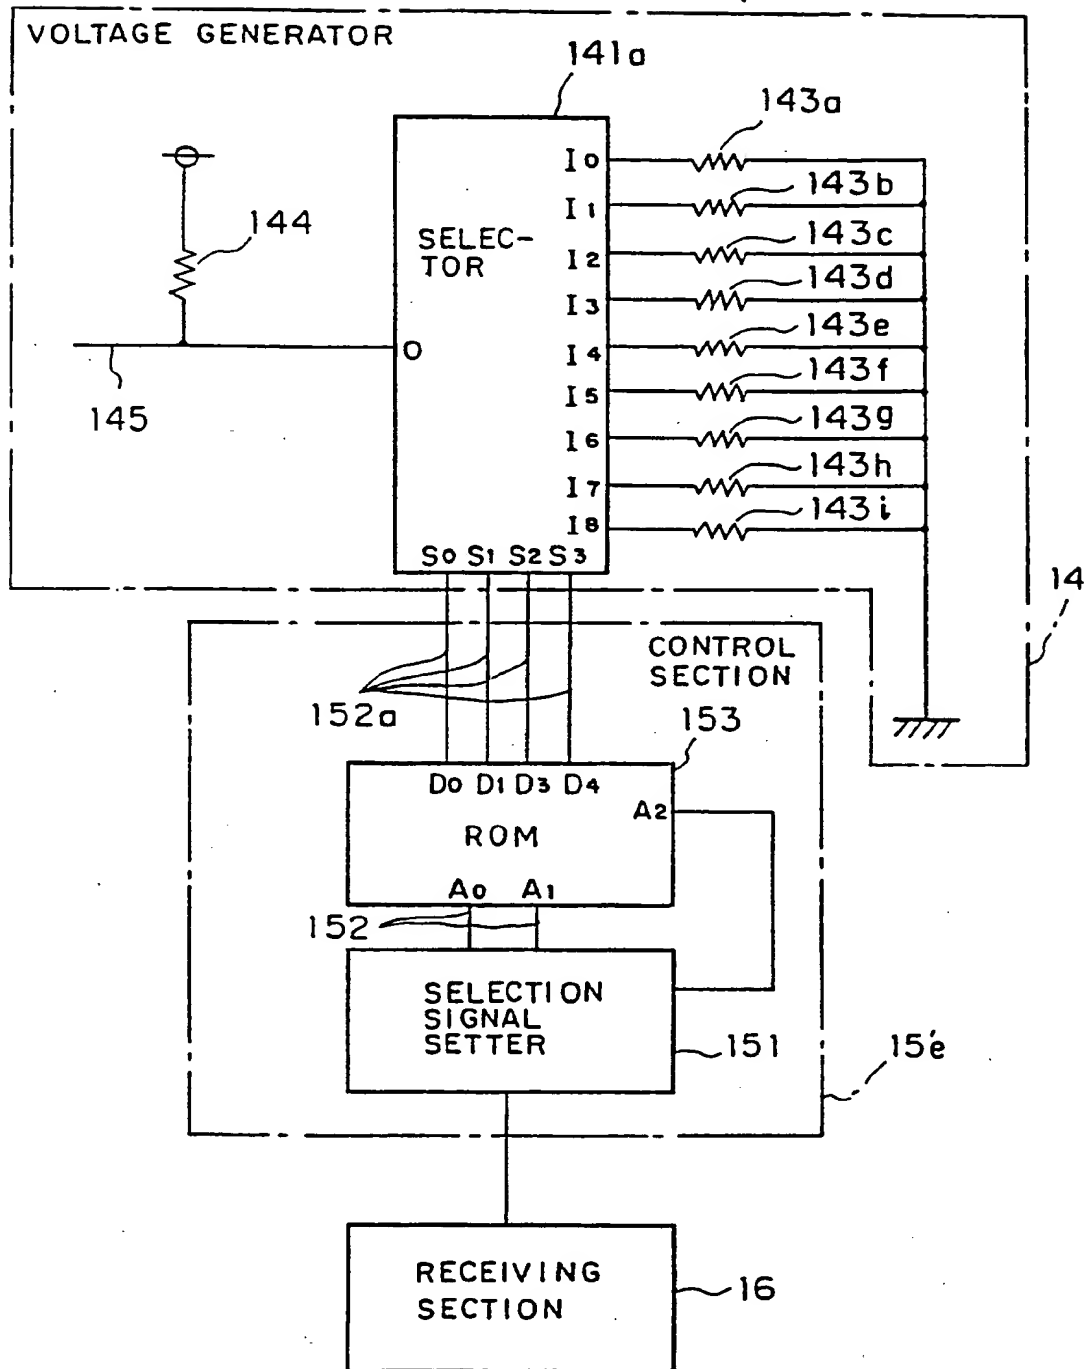 VOLTAGE GENERATOR
141a
143a
I0
143b
I1
144
SELEC-
TOR
143c
I2
143d
I3
143e
O
I4
143f
I5
145
143g
I6
143h
I7
143i
I8
S0 S1 S2 S3
14
CONTROL
SECTION
152a
153
D0 D1 D3 D4
A2
ROM
A0 A1
152
SELECTION
SIGNAL
SETTER
151
15'e
RECEIVING
SECTION
16